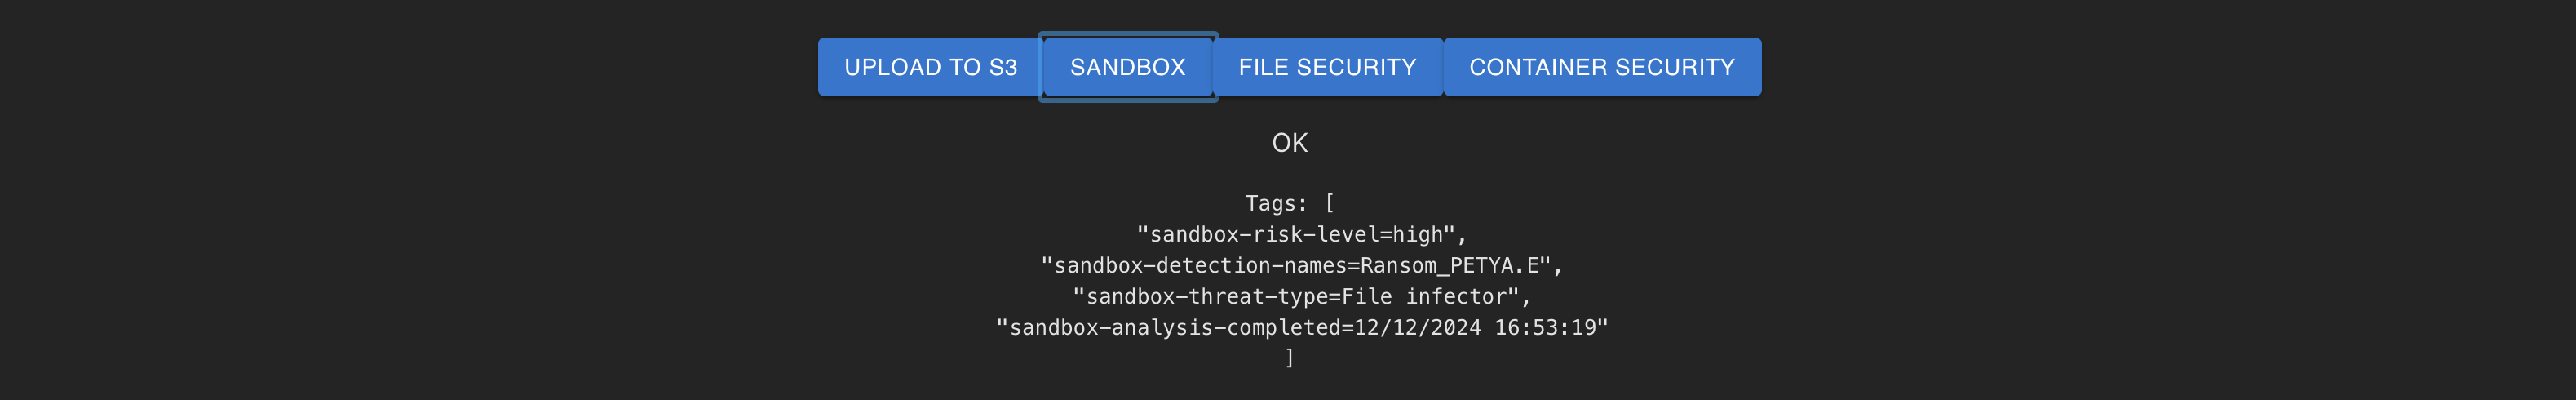 UPLOAD TO S3 SANDBOX FILE SECURITY CONTAINER SECURITY
OK
Tags: [
"sandbox-risk-level=high",
"sandbox-detection-names=Ransom_PETYA.E",
"sandbox-threat-type=File infector",
"sandbox-analysis-completed=12/12/2024 16:53:19"
]